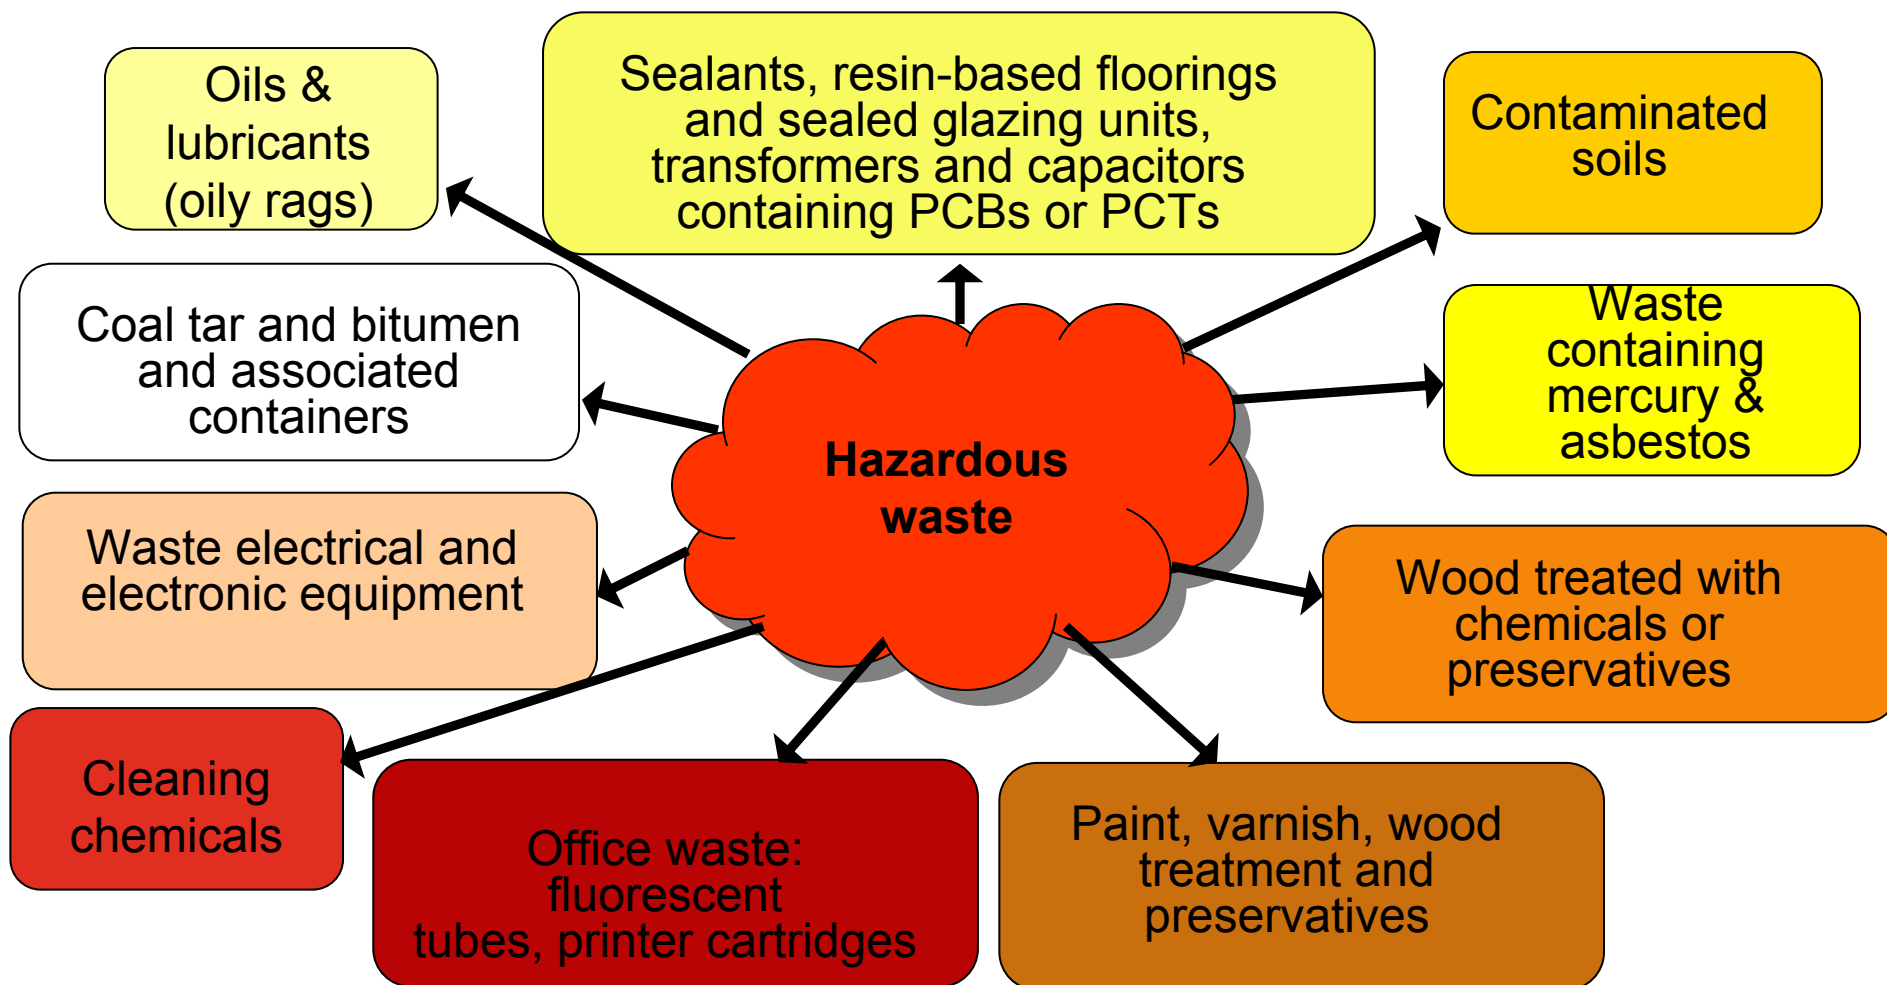 Oils &
lubricants
(oily rags)
Sealants, resin-based floorings
and sealed glazing units,
transformers and capacitors
containing PCBs or PCTs
Contaminated
soils
Coal tar and bitumen
and associated
containers
Waste
containing
mercury &
asbestos
Hazardous
waste
Waste electrical and
electronic equipment
Wood treated with
chemicals or
preservatives
Cleaning
chemicals
Office waste:
fluorescent
tubes, printer cartridges
Paint, varnish, wood
treatment and
preservatives